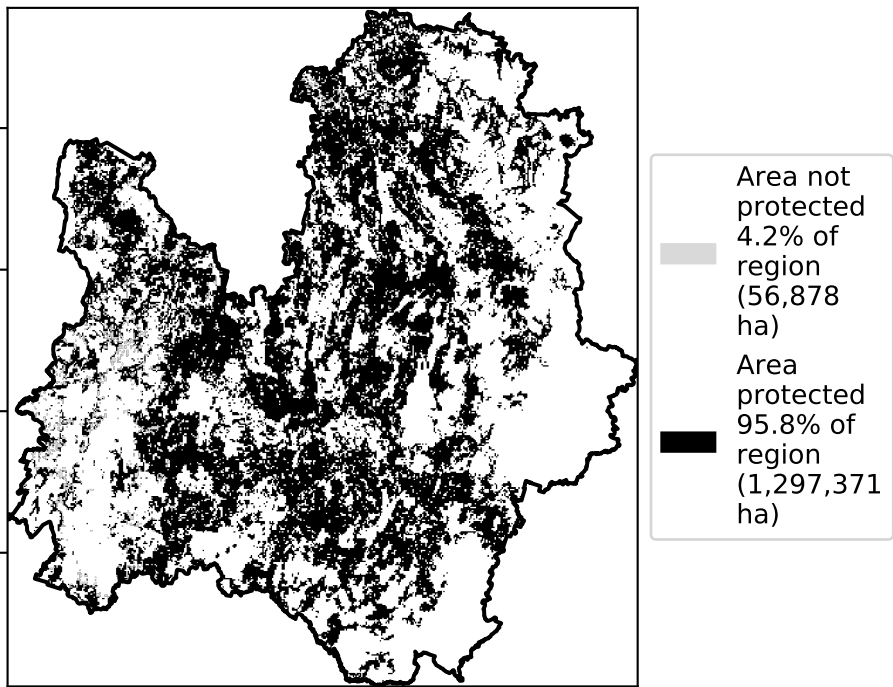 Area not
protected
4.2% of
region
(56,878
ha)
Area
protected
95.8% of
region
(1,297,371
ha)